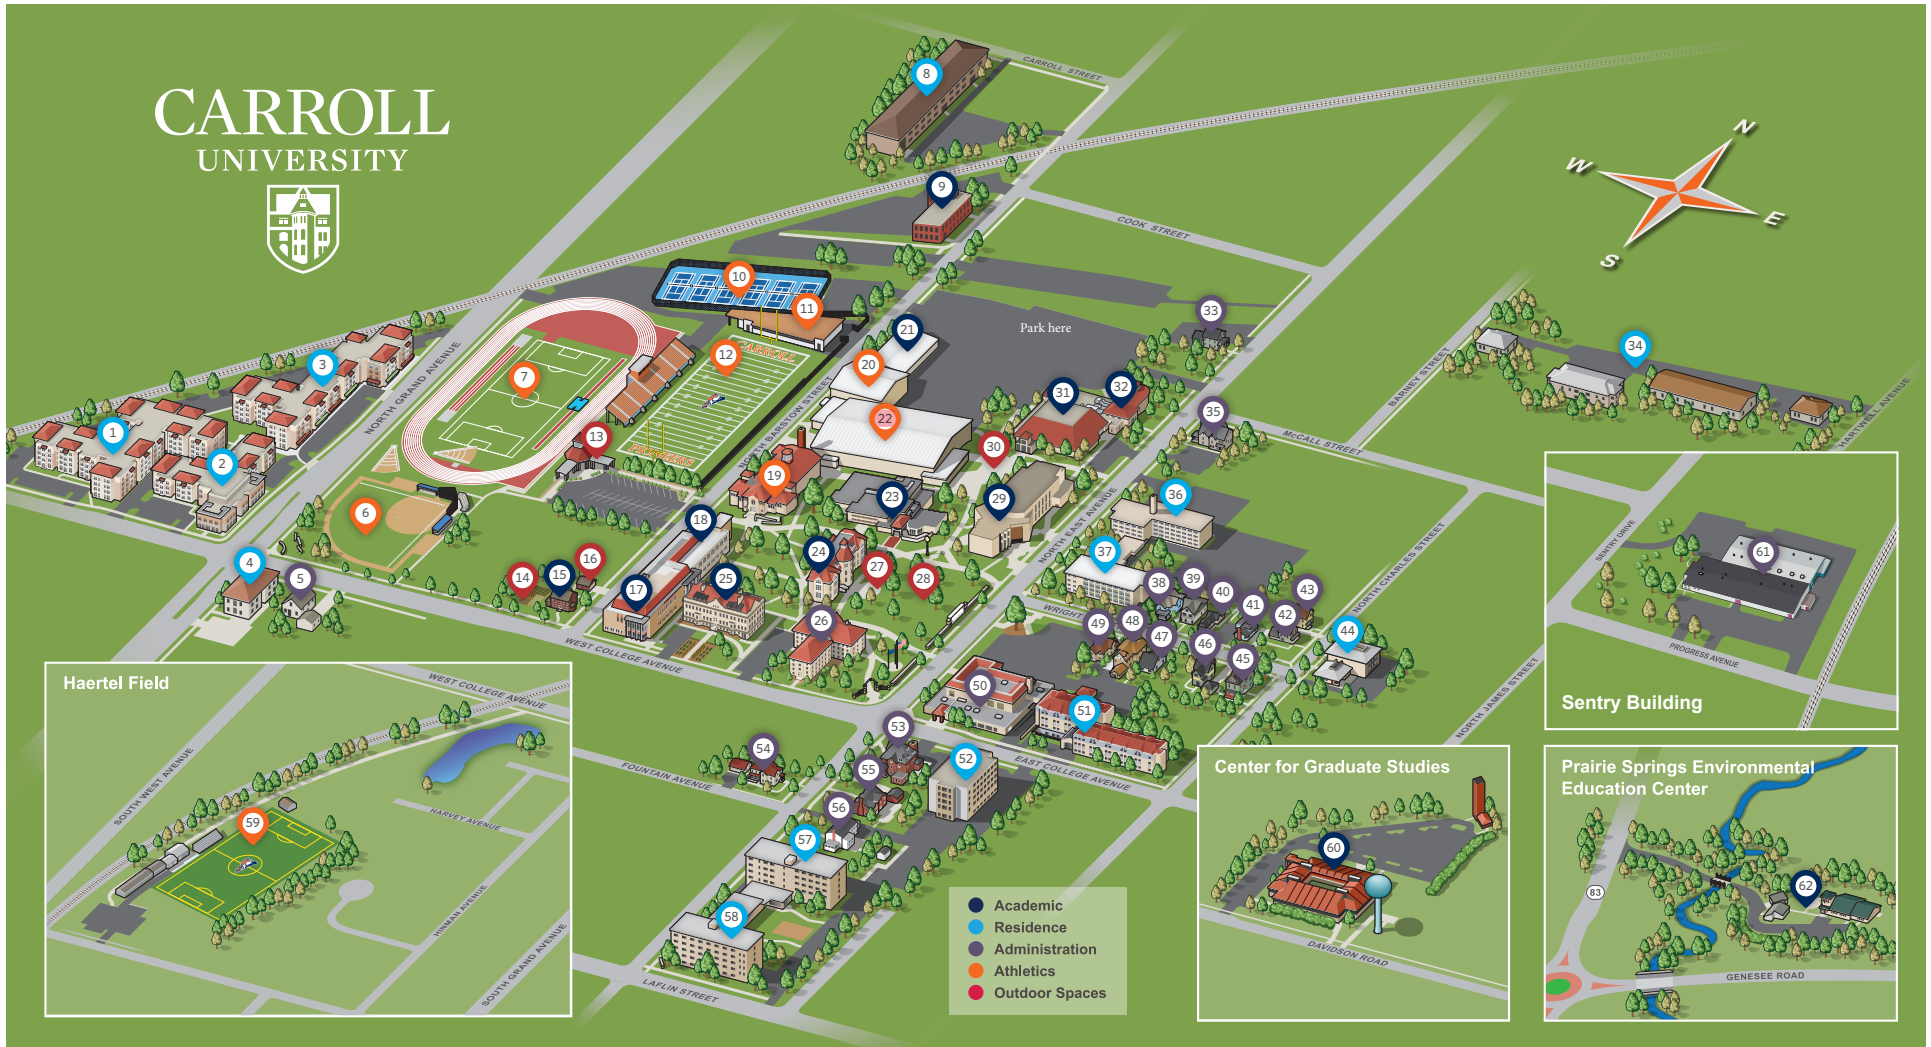 CARROLL
UNIVERSITY
CARROLL STREET
COOK STREET
N
W
E
S
8
9
10
11
12
CARROLL
7
13
NORTH GRAND AVENUE
NORTH BARSTOW STREET
3
1
2
6
4
5
21
20
22
Park here
33
31
32
30
35
BARNEY STREET
McCALL STREET
34
HARTWELL AVENUE
19
23
29
NORTH EAST AVENUE
36
NORTH CHARLES STREET
18
16
14
15
17
25
24
27
28
26
37
38
39
40
41
42
43
WRIGHT
49
48
47
46
45
44
WEST COLLEGE AVENUE
NORTH JAMES STREET
50
51
EAST COLLEGE AVENUE
53
52
54
55
56
57
58
FOUNTAIN AVENUE
LAFLIN STREET
Haertel Field
WEST COLLEGE AVENUE
SOUTH WEST AVENUE
HARVEY AVENUE
59
HINMAN AVENUE
SOUTH GRAND AVENUE
Academic
Residence
Administration
Athletics
Outdoor Spaces
Center for Graduate Studies
60
DAVIDSON ROAD
SENTRY DRIVE
61
PROGRESS AVENUE
Sentry Building
Prairie Springs Environmental
Education Center
83
62
GENESEE ROAD